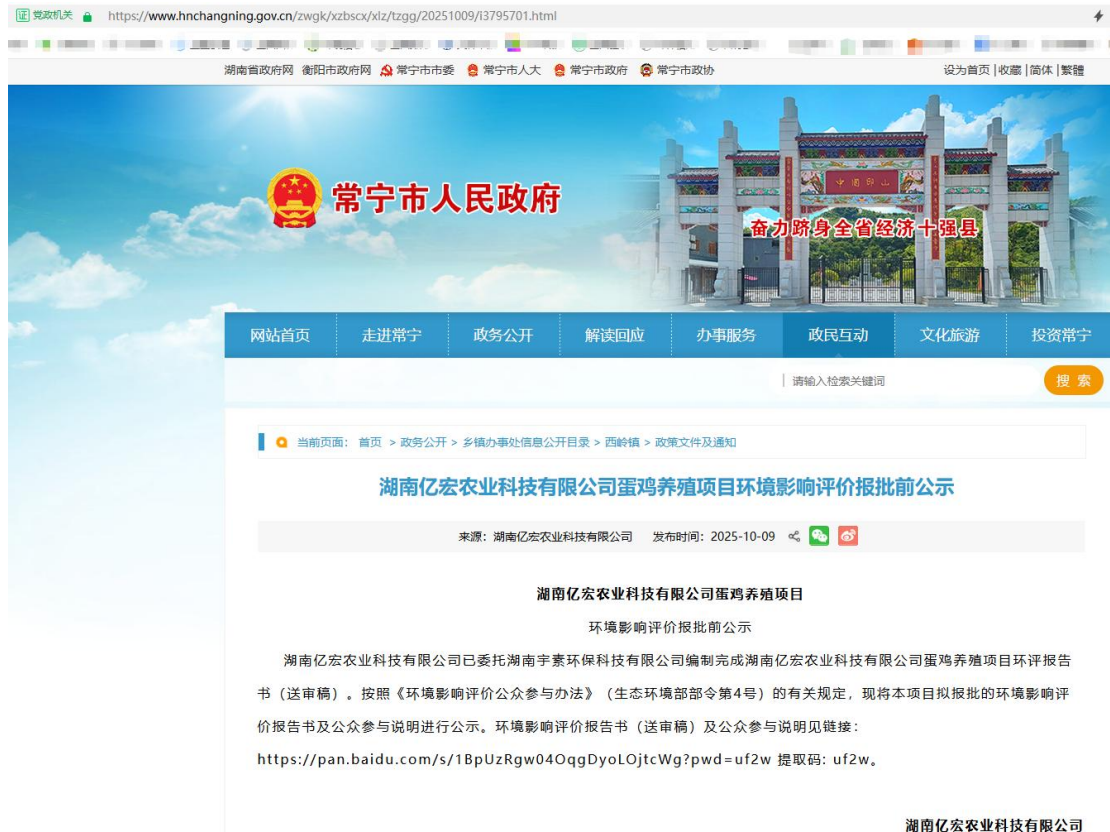 证 党政机关 https://www.hnchangning.gov.cn/zwgk/xzbscx/xlz/tzgg/20251009/i3795701.html
湖南省政府网 衡阳市政府网 常宁市市委 常宁市人大 常宁市政府 常宁市政协 设为首页 | 收藏 | 简体 | 繁體
中国印山
常宁市人民政府
奋力跻身全省经济十强县
网站首页 走进常宁 政务公开 解读回应 办事服务 政民互动 文化旅游 投资常宁
请输入检索关键词 搜 索
当前页面： 首页 > 政务公开 > 乡镇办事处信息公开目录 > 西岭镇 > 政策文件及通知
湖南亿宏农业科技有限公司蛋鸡养殖项目环境影响评价报批前公示
来源：湖南亿宏农业科技有限公司 发布时间：2025-10-09
湖南亿宏农业科技有限公司蛋鸡养殖项目
环境影响评价报批前公示
湖南亿宏农业科技有限公司已委托湖南宇素环保科技有限公司编制完成湖南亿宏农业科技有限公司蛋鸡养殖项目环评报告
书（送审稿）。按照《环境影响评价公众参与办法》（生态环境部部令第4号）的有关规定，现将本项目拟报批的环境影响评
价报告书及公众参与说明进行公示。环境影响评价报告书（送审稿）及公众参与说明见链接：
https://pan.baidu.com/s/1BpUzRgw04OqgDyoLOjtcWg?pwd=uf2w 提取码: uf2w。
湖南亿宏农业科技有限公司